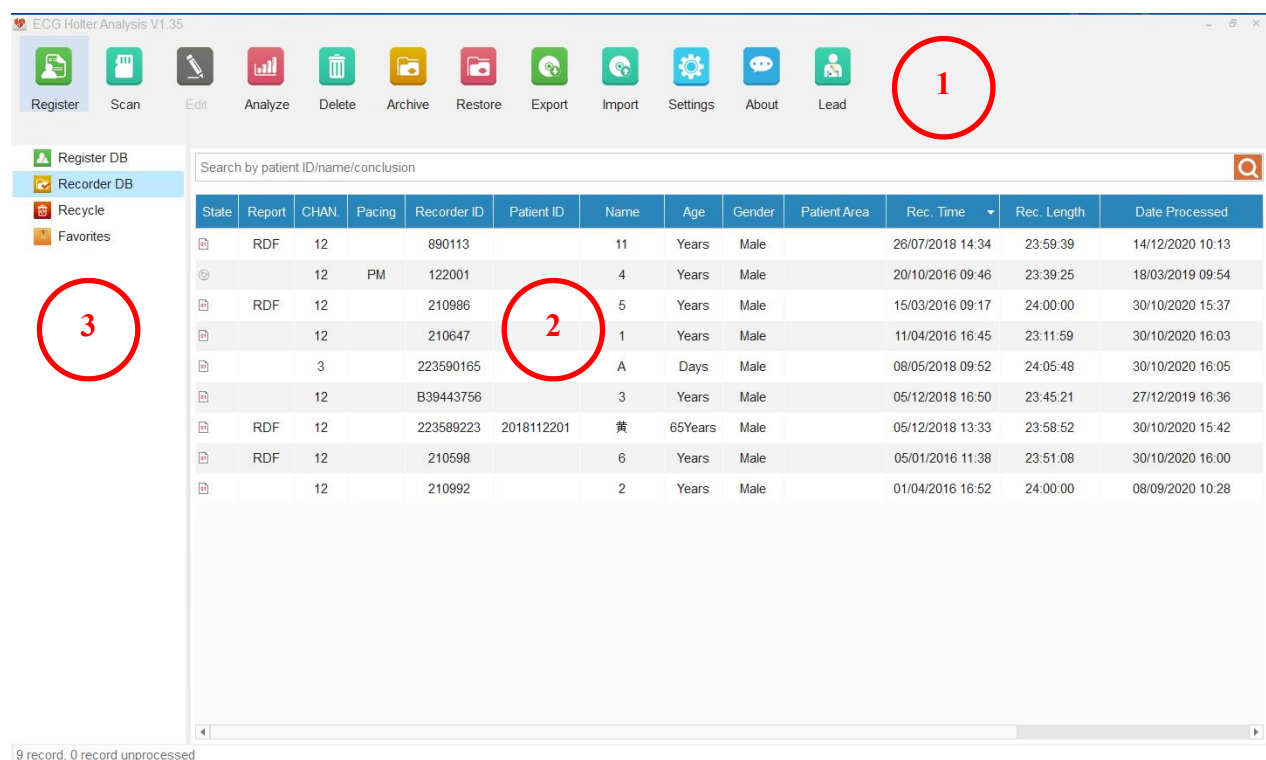 ECG Holter Analysis V1.35
Register Scan Edit Analyze Delete Archive Restore Export Import Settings About Lead
1
Register DB
Recorder DB
Recycle
Favorites
3
Search by patient ID/name/conclusion
State Report CHAN. Pacing Recorder ID Patient ID Name Age Gender Patient Area Rec. Time Rec. Length Date Processed
RDF 12 890113 11 Years Male 26/07/2018 14:34 23:59:39 14/12/2020 10:13
12 PM 122001 4 Years Male 20/10/2016 09:46 23:39:25 18/03/2019 09:54
RDF 12 210986 5 Years Male 15/03/2016 09:17 24:00:00 30/10/2020 15:37
2
12 210647 1 Years Male 11/04/2016 16:45 23:11:59 30/10/2020 16:03
3 223590165 A Days Male 08/05/2018 09:52 24:05:48 30/10/2020 16:05
12 B39443756 3 Years Male 05/12/2018 16:50 23:45:21 27/12/2019 16:36
RDF 12 223589223 2018112201 黄 65Years Male 05/12/2018 13:33 23:58:52 30/10/2020 15:42
RDF 12 210598 6 Years Male 05/01/2016 11:38 23:51:08 30/10/2020 16:00
12 210992 2 Years Male 01/04/2016 16:52 24:00:00 08/09/2020 10:28
9 record, 0 record unprocessed